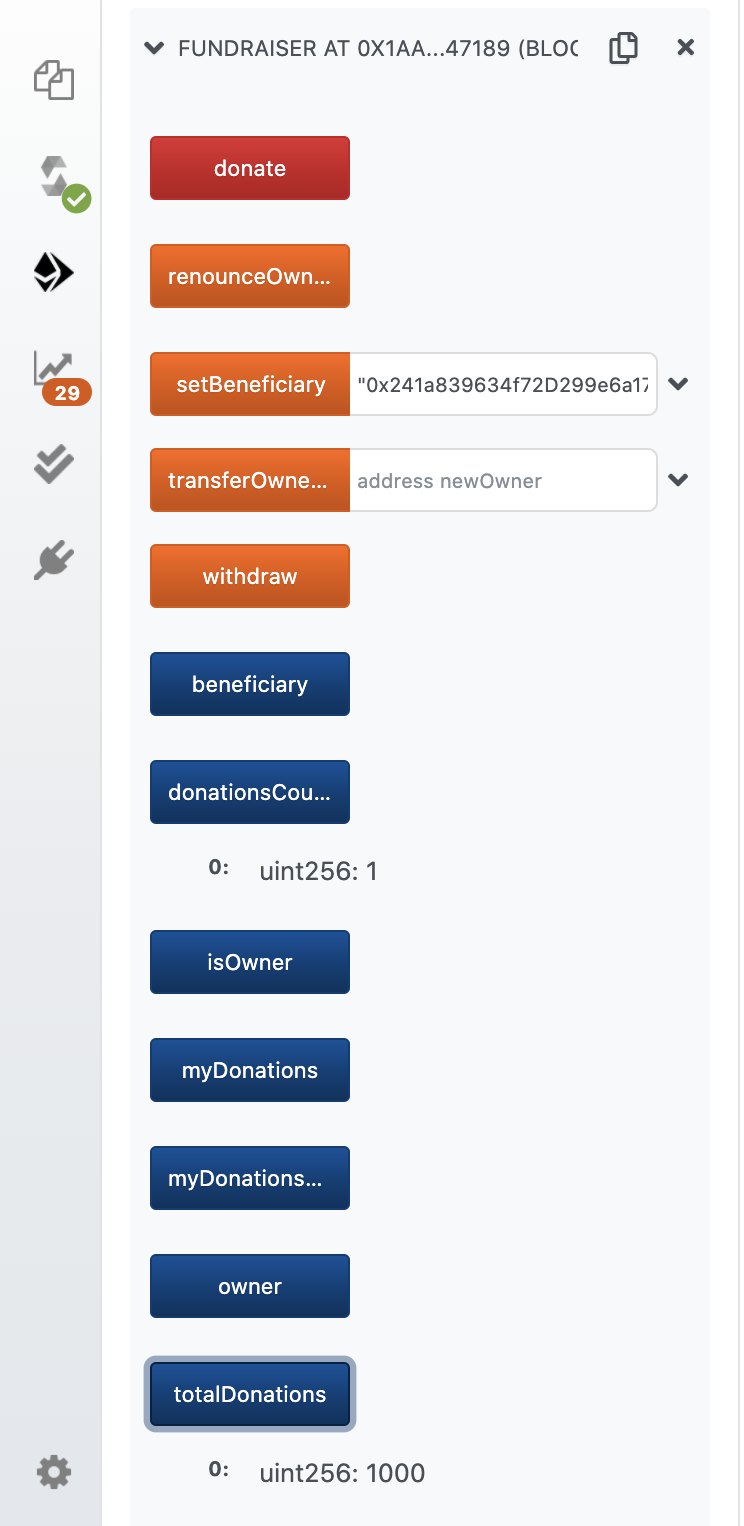 FUNDRAISER AT 0X1AA...47189 (BLOC
donate
renounceOwn...
setBeneficiary "0x241a839634f72D299e6a17
transferOwne... address newOwner
29
withdraw
beneficiary
donationsCou...
0: uint256: 1
isOwner
myDonations
myDonations...
owner
totalDonations
0: uint256: 1000